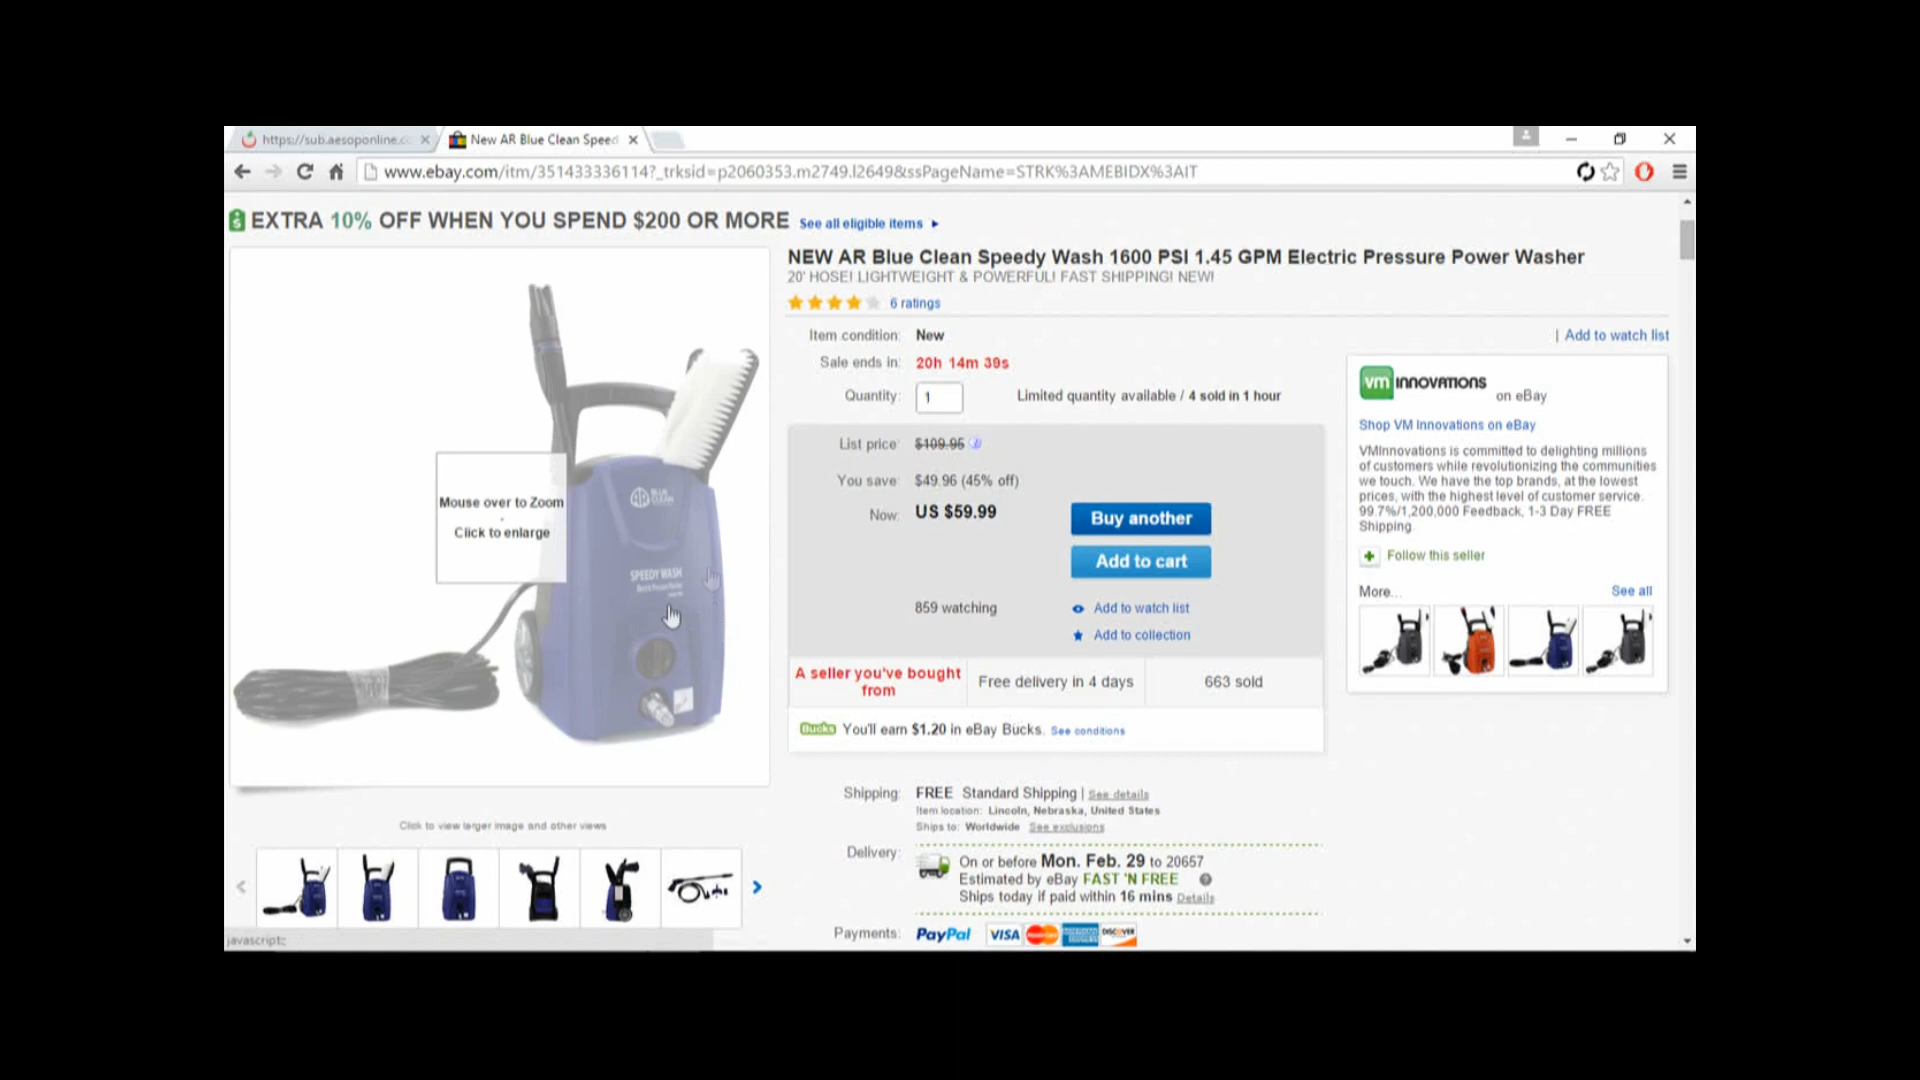 https://sub.aesoponline.c
New AR Blue Clean Speed
www.ebay.com/itm/351433336114?_trksid=p2060353.m2749.l2649&ssPageName=STRK%3AMEBIDX%3AIT
EXTRA 10% OFF WHEN YOU SPEND $200 OR MORE See all eligible items
NEW AR Blue Clean Speedy Wash 1600 PSI 1.45 GPM Electric Pressure Power Washer
20' HOSE! LIGHTWEIGHT & POWERFUL! FAST SHIPPING! NEW!
6 ratings
Item condition: New
Add to watch list
Sale ends in: 20h 14m 39s
Quantity: 1 Limited quantity available / 4 sold in 1 hour
List price: $109.95
You save: $49.96 (45% off)
Now: US $59.99
Buy another
Add to cart
859 watching
Add to watch list
Add to collection
A seller you've bought from
Free delivery in 4 days
663 sold
Bucks You'll earn $1.20 in eBay Bucks. See conditions
Shipping: FREE Standard Shipping | See details
Item location: Lincoln, Nebraska, United States
Ships to: Worldwide See exclusions
Delivery: On or before Mon. Feb. 29 to 20657
Estimated by eBay FAST 'N FREE
Ships today if paid within 16 mins Details
Payments: PayPal VISA MasterCard DISCOVER
vm INNOVATIONS on eBay
Shop VM Innovations on eBay
VMInnovations is committed to delighting millions
of customers while revolutionizing the communities
we touch. We have the top brands, at the lowest
prices, with the highest level of customer service.
99.7%/1,200,000 Feedback, 1-3 Day FREE
Shipping
Follow this seller
More... See all
Mouse over to Zoom
-
Click to enlarge
BLUE CLEAN
SPEEDY WASH
Click to view larger image and other views
javascript:;